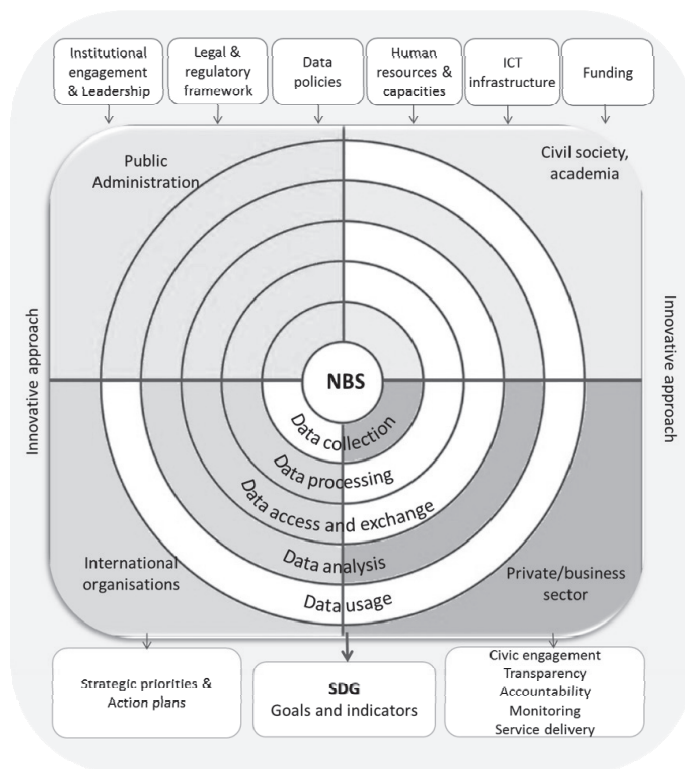 Institutional
engagement
& Leadership
Legal &
regulatory
framework
Data
policies
Human
resources &
capacities
ICT
infrastructure
Funding
Public
Administration
Civil society,
academia
Innovative approach
Innovative approach
NBS
Data collection
Data processing
Data access and exchange
Data analysis
Data usage
International
organisations
Private/business
sector
Strategic priorities &
Action plans
SDG
Goals and indicators
Civic engagement
Transparency
Accountability
Monitoring
Service delivery